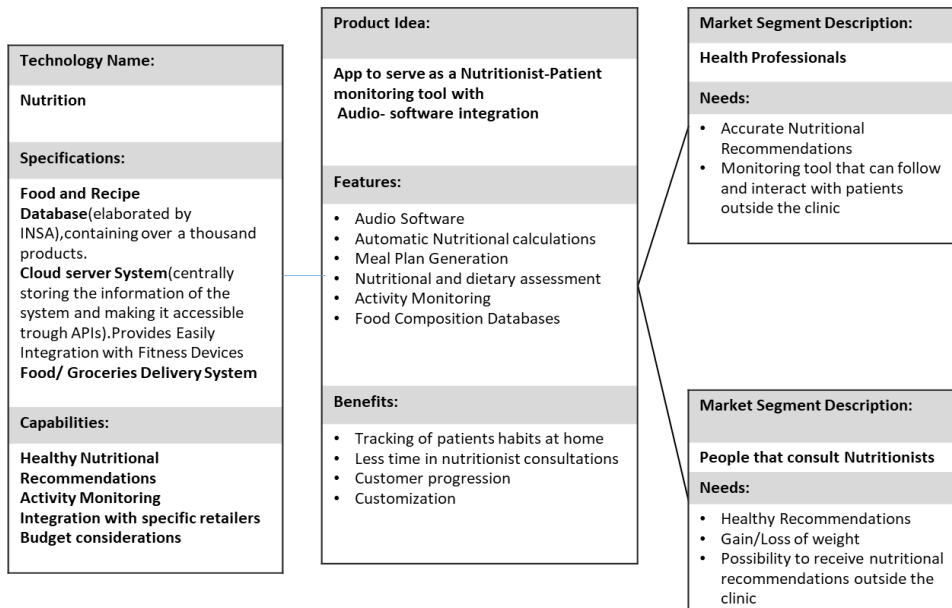 Technology Name:
Nutrition
Specifications:
Food and Recipe
Database(elaborated by
INSA),containing over a thousand
products.
Cloud server System(centrally
storing the information of the
system and making it accessible
trough APIs).Provides Easily
Integration with Fitness Devices
Food/ Groceries Delivery System
Capabilities:
Healthy Nutritional
Recommendations
Activity Monitoring
Integration with specific retailers
Budget considerations
Product Idea:
App to serve as a Nutritionist-Patient
monitoring tool with
Audio- software integration
Features:
• Audio Software
• Automatic Nutritional calculations
• Meal Plan Generation
• Nutritional and dietary assessment
• Activity Monitoring
• Food Composition Databases
Benefits:
• Tracking of patients habits at home
• Less time in nutritionist consultations
• Customer progression
• Customization
Market Segment Description:
Health Professionals
Needs:
• Accurate Nutritional
Recommendations
• Monitoring tool that can follow
and interact with patients
outside the clinic
Market Segment Description:
People that consult Nutritionists
Needs:
• Healthy Recommendations
• Gain/Loss of weight
• Possibility to receive nutritional
recommendations outside the
clinic